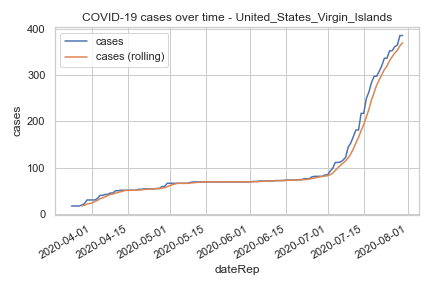 COVID-19 cases over time - United_States_Virgin_Islands
cases
cases (rolling)
400
300
200
100
0
cases
2020-04-01
2020-04-15
2020-05-01
2020-05-15
2020-06-01
2020-06-15
2020-07-01
2020-07-15
2020-08-01
dateRep